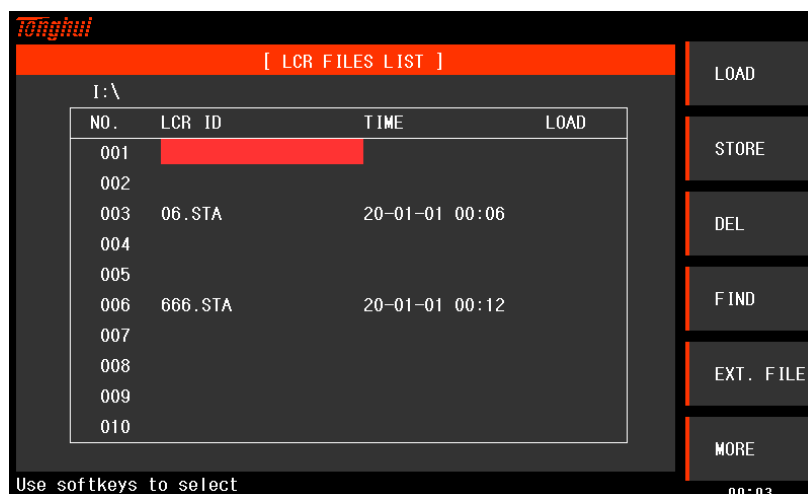 Tonghui
[ LCR FILES LIST ]
I:\
NO. LCR ID TIME LOAD
001
002
003 06.STA 20-01-01 00:06
004
005
006 666.STA 20-01-01 00:12
007
008
009
010
LOAD
STORE
DEL
FIND
EXT. FILE
MORE
Use softkeys to select
00:03